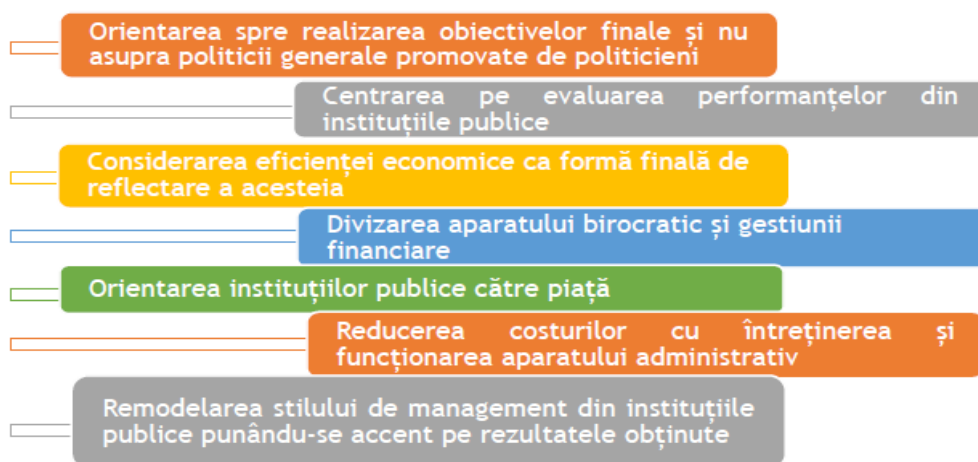 Orientarea spre realizarea obiectivelor finale și nu
asupra politicii generale promovate de politicieni
Centrarea pe evaluarea performanțelor din
instituțiile publice
Considerarea eficienței economice ca formă finală de
reflectare a acesteia
Divizarea aparatului birocratic și gestiunii
financiare
Orientarea instituțiilor publice către piață
Reducerea costurilor cu întreținerea și
funcționarea aparatului administrativ
Remodelarea stilului de management din instituțiile
publice punându-se accent pe rezultatele obținute